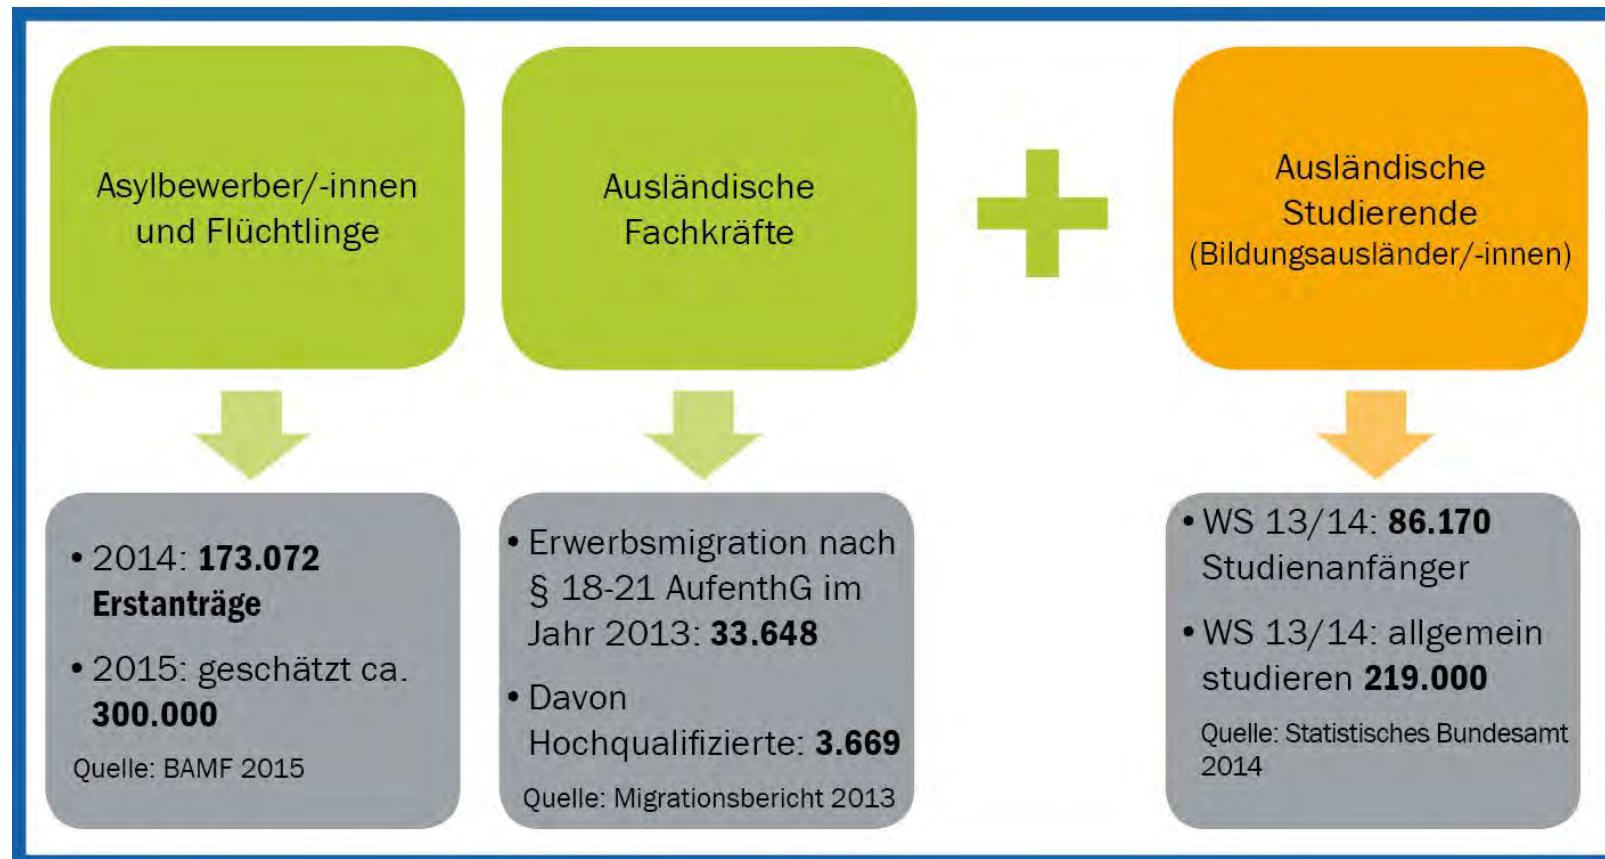 Asylbewerber/-innen
und Flüchtlinge
Ausländische
Fachkräfte
Ausländische
Studierende
(Bildungsausländer/-innen)
• 2014: 173.072
Erstanträge
• 2015: geschätzt ca.
300.000
Quelle: BAMF 2015
• Erwerbsmigration nach
§ 18-21 AufenthG im
Jahr 2013: 33.648
• Davon
Hochqualifizierte: 3.669
Quelle: Migrationsbericht 2013
• WS 13/14: 86.170
Studienanfänger
• WS 13/14: allgemein
studieren 219.000
Quelle: Statistisches Bundesamt
2014